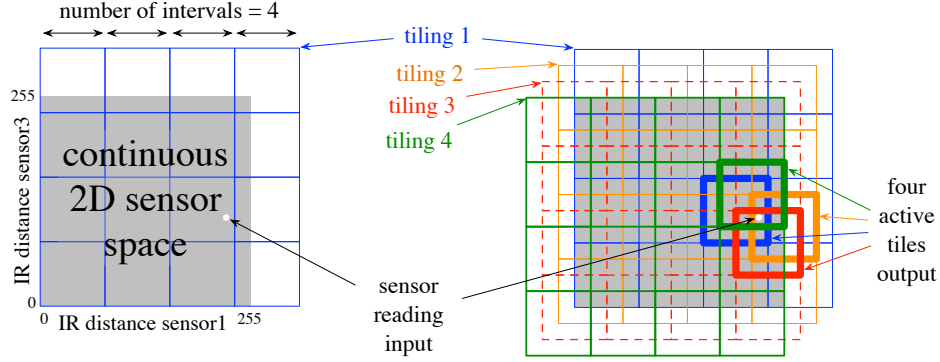 number of intervals = 4
tiling 1
tiling 2
tiling 3
tiling 4
255
IR distance sensor3
0
continuous
2D sensor
space
0
IR distance sensor1
255
sensor
reading
input
four
active
tiles
output